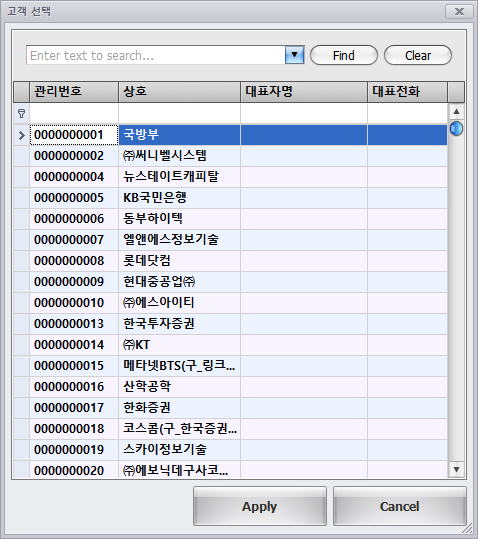 고객 선택
Enter text to search... Find Clear
관리번호 상호 대표자명 대표전화
0000000001 국방부
0000000002 ㈜써니벨시스템
0000000004 뉴스테이트캐피탈
0000000005 KB국민은행
0000000006 동부하이텍
0000000007 엘앤에스정보기술
0000000008 롯데닷컴
0000000009 현대중공업㈜
0000000010 ㈜에스아이티
0000000013 한국투자증권
0000000014 ㈜KT
0000000015 메타넷BTS(구_링크...
0000000016 산학공학
0000000017 한화증권
0000000018 코스콤(구_한국증권...
0000000019 스카이정보기술
0000000020 ㈜에보닉데구사코...
Apply Cancel